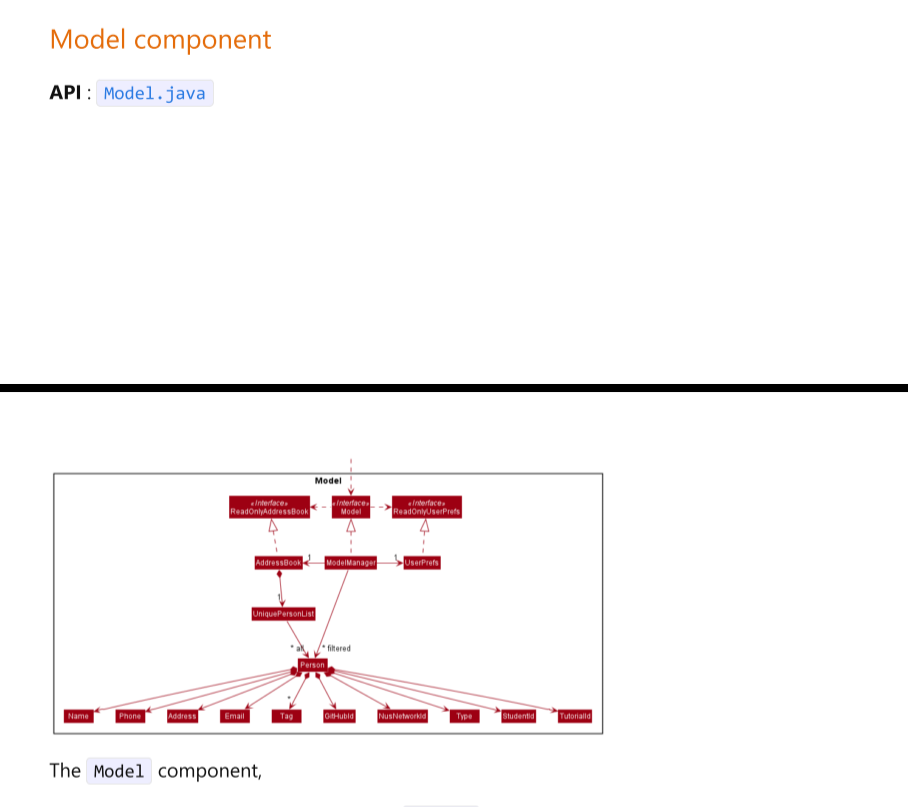 Model component
API : Model.java
Model
«Interface»
ReadOnlyAddressBook
«Interface»
Model
«Interface»
ReadOnlyUserPrefs
AddressBook
1
ModelManager
1
UserPrefs
1
UniquePersonList
* all
* filtered
Person
*
Name
Phone
Address
Email
Tag
GitHubId
NusNetworkId
Type
StudentId
TutorialId
The Model component,